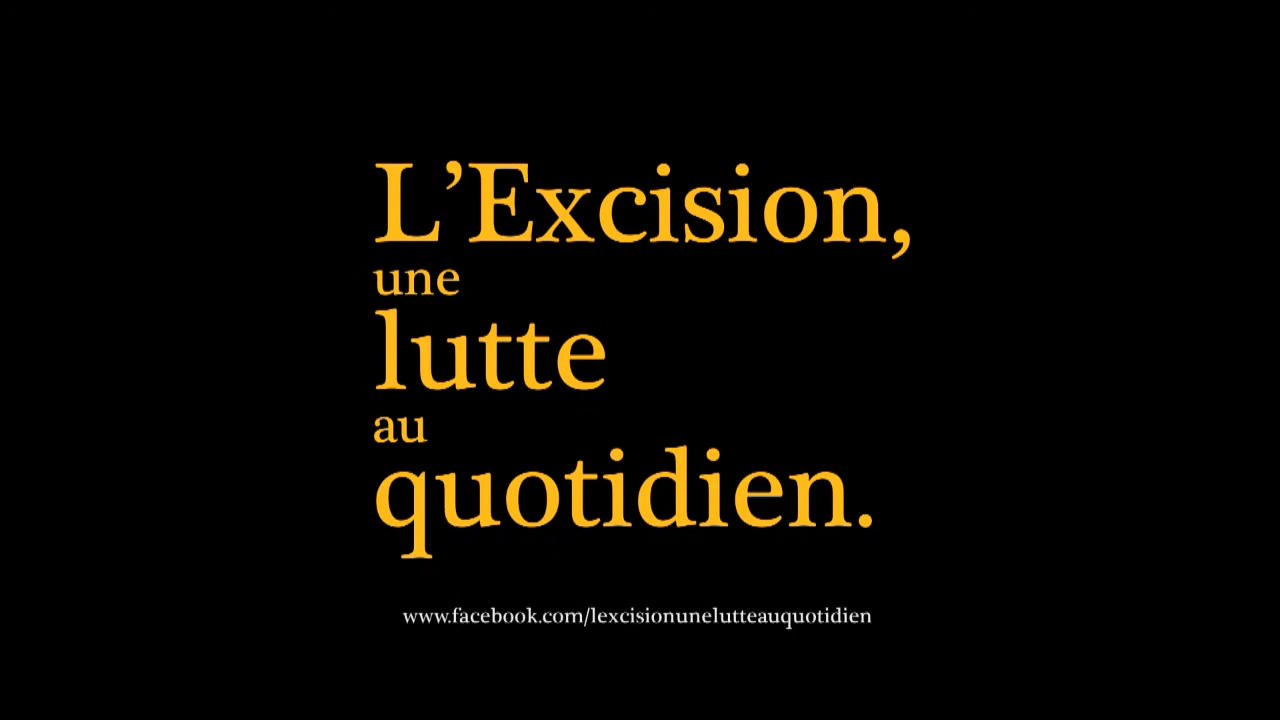 L’Excision,
une
lutte
au
quotidien.
www.facebook.com/lexcisionunelutteauquotidien